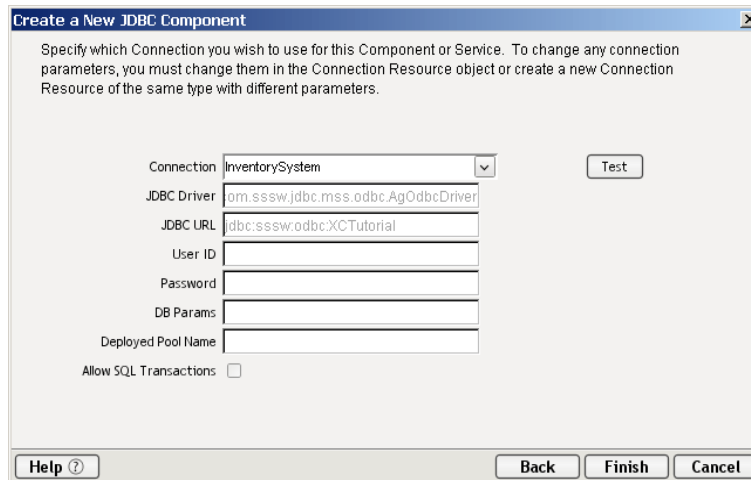 Create a New JDBC Component
Specify which Connection you wish to use for this Component or Service. To change any connection
parameters, you must change them in the Connection Resource object or create a new Connection
Resource of the same type with different parameters.
Connection InventorySystem Test
JDBC Driver com.sssw.jdbc.mss.odbc.AgOdbcDriver
JDBC URL jdbc:sssw:odbc:XCTutorial
User ID
Password
DB Params
Deployed Pool Name
Allow SQL Transactions
Help ? Back Finish Cancel